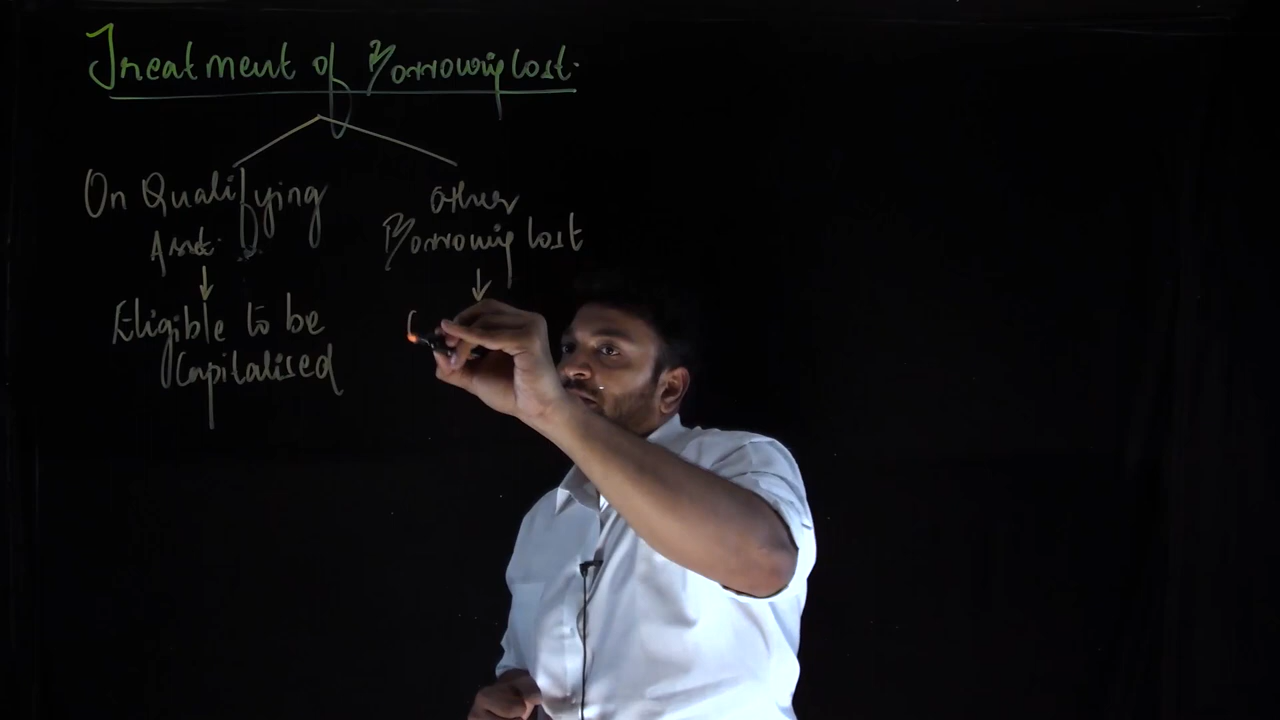 Treatment of Borrowing Cost.
On Qualifying
Asset.
Eligible to be
Capitalised
Other
Borrowing Cost